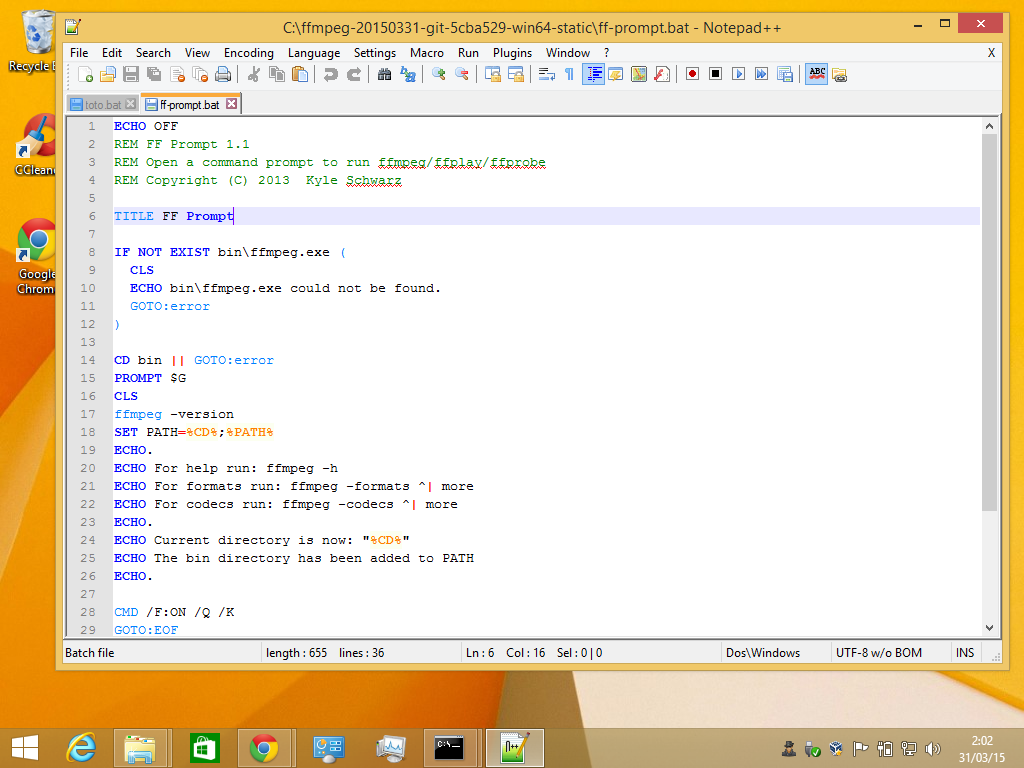 C:\ffmpeg-20150331-git-5cba529-win64-static\ff-prompt.bat - Notepad++
File Edit Search View Encoding Language Settings Macro Run Plugins Window ? X
ABC
toto.bat ff-prompt.bat
Recycle
CClean
Google
Chrom
1 ECHO OFF
2 REM FF Prompt 1.1
3 REM Open a command prompt to run ffmpeg/ffplay/ffprobe
4 REM Copyright (C) 2013  Kyle Schwarz
5
6 TITLE FF Prompt
7
8 IF NOT EXIST bin\ffmpeg.exe (
9   CLS
10   ECHO bin\ffmpeg.exe could not be found.
11   GOTO:error
12 )
13
14 CD bin || GOTO:error
15 PROMPT $G
16 CLS
17 ffmpeg -version
18 SET PATH=%CD%;%PATH%
19 ECHO.
20 ECHO For help run: ffmpeg -h
21 ECHO For formats run: ffmpeg -formats ^| more
22 ECHO For codecs run: ffmpeg -codecs ^| more
23 ECHO.
24 ECHO Current directory is now: "%CD%"
25 ECHO The bin directory has been added to PATH
26 ECHO.
27
28 CMD /F:ON /Q /K
29 GOTO:EOF
Batch file length : 655 lines : 36 Ln : 6 Col : 16 Sel : 0 | 0 Dos\Windows UTF-8 w/o BOM INS
2:02
31/03/15